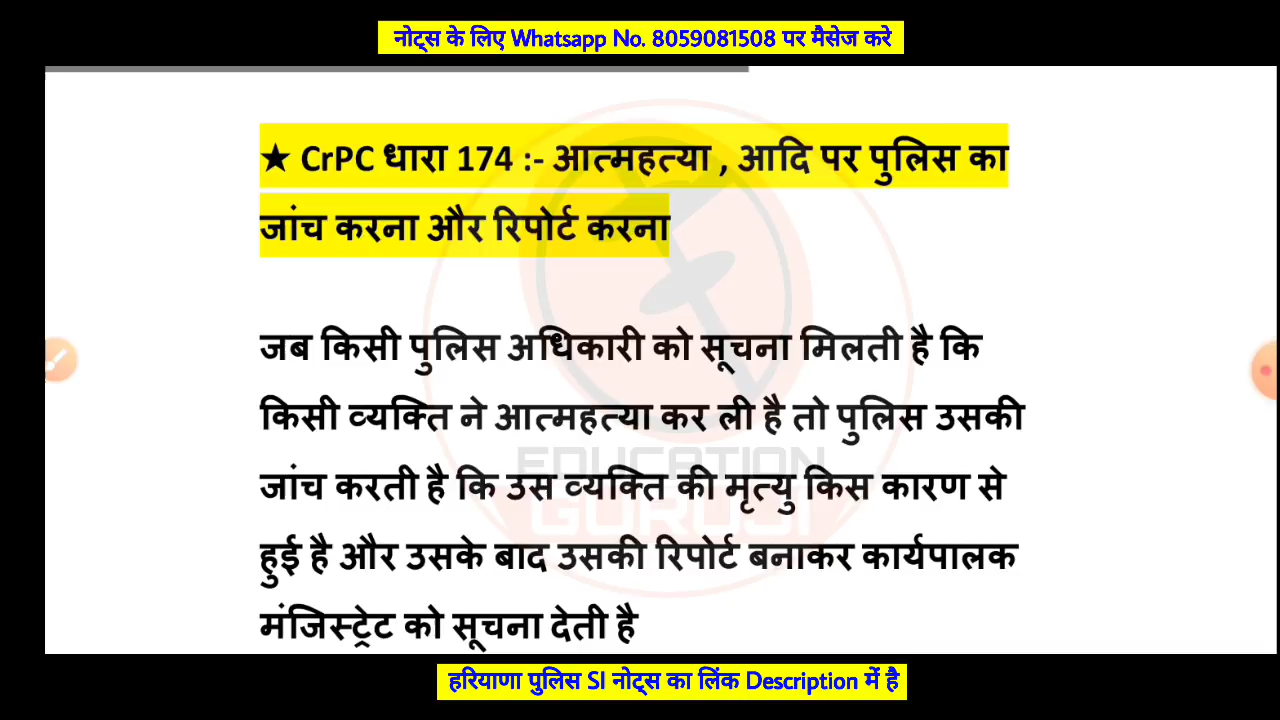 नोट्स के लिए Whatsapp No. 8059081508 पर मैसेज करे
★ CrPC धारा 174 :- आत्महत्या , आदि पर पुलिस का
जांच करना और रिपोर्ट करना
जब किसी पुलिस अधिकारी को सूचना मिलती है कि
किसी व्यक्ति ने आत्महत्या कर ली है तो पुलिस उसकी
EDUCATION
जांच करती है कि उस व्यक्ति की मृत्यु किस कारण से
GURUJI
हुई है और उसके बाद उसकी रिपोर्ट बनाकर कार्यपालक
मंजिस्ट्रेट को सूचना देती है
हरियाणा पुलिस SI नोट्स का लिंक Description में है